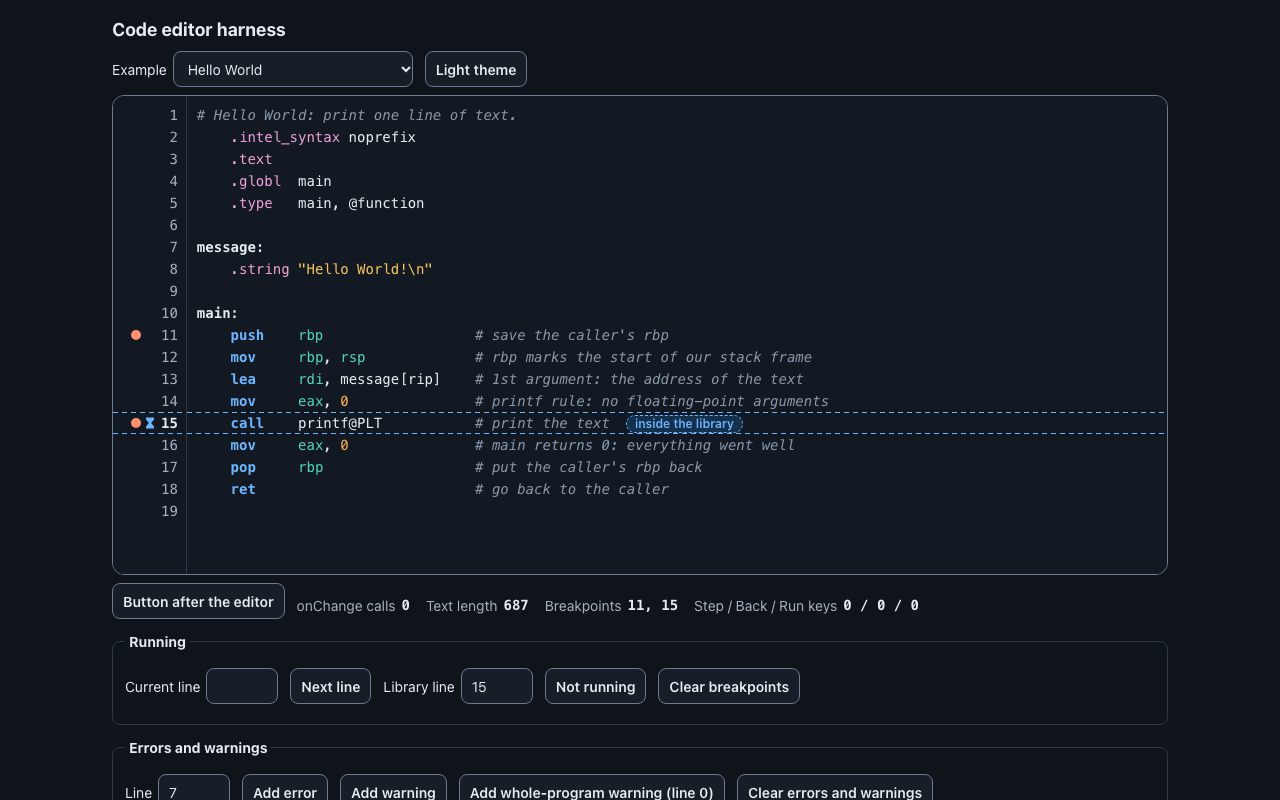 Code editor harness
Example Hello World Light theme
1 # Hello World: print one line of text.
2 .intel_syntax noprefix
3 .text
4 .globl main
5 .type main, @function
6
7 message:
8 .string "Hello World!\n"
9
10 main:
11 push rbp # save the caller's rbp
12 mov rbp, rsp # rbp marks the start of our stack frame
13 lea rdi, message[rip] # 1st argument: the address of the text
14 mov eax, 0 # printf rule: no floating-point arguments
15 call printf@PLT # print the text inside the library
16 mov eax, 0 # main returns 0: everything went well
17 pop rbp # put the caller's rbp back
18 ret # go back to the caller
19
Button after the editor onChange calls 0 Text length 687 Breakpoints 11, 15 Step / Back / Run keys 0 / 0 / 0
Running
Current line Next line Library line 15 Not running Clear breakpoints
Errors and warnings
Line 7 Add error Add warning Add whole-program warning (line 0) Clear errors and warnings